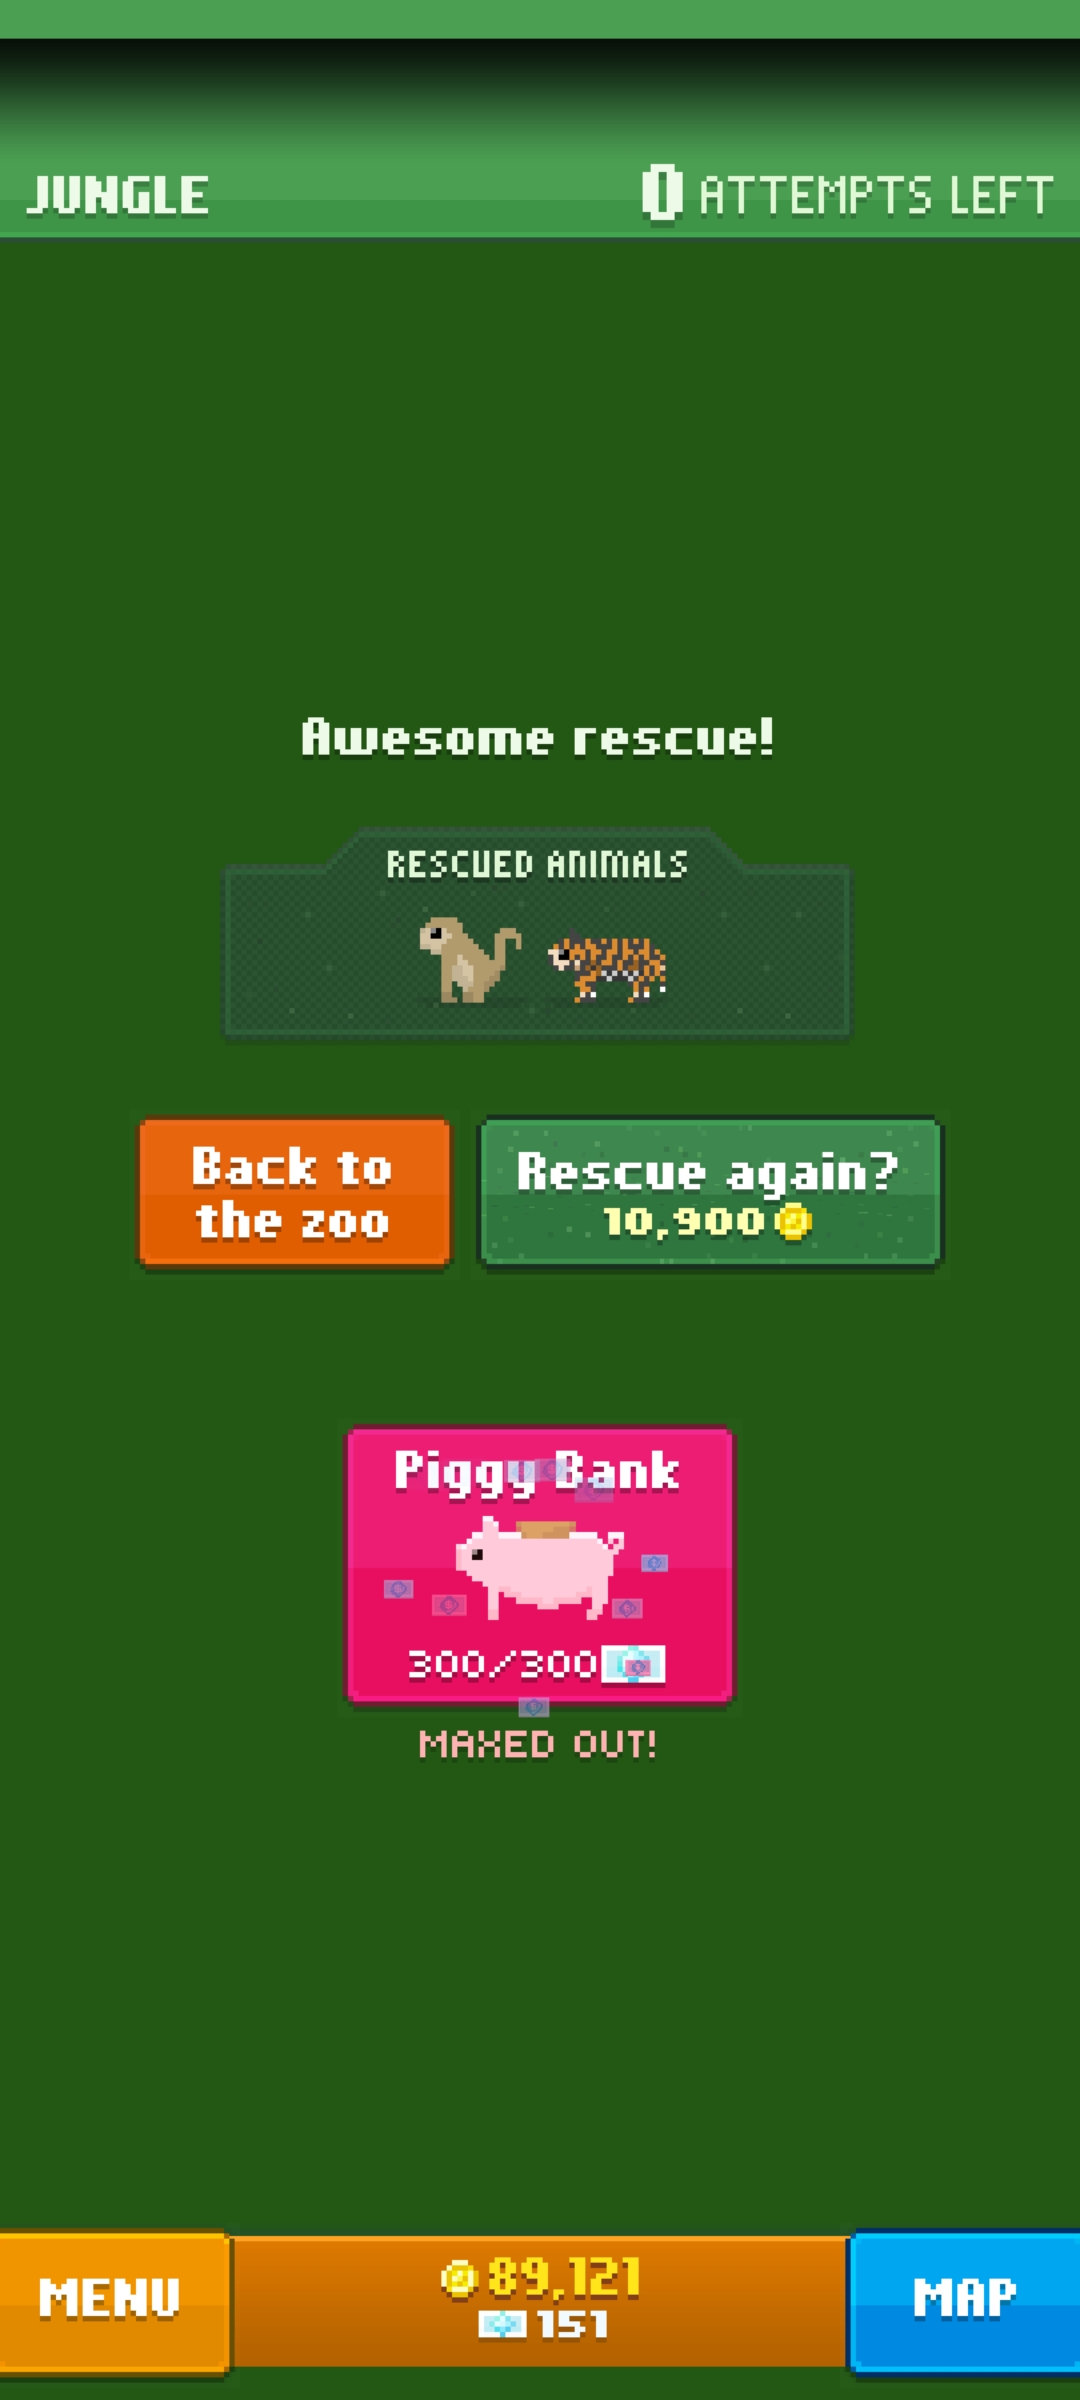 JUNGLE
0 ATTEMPTS LEFT
Awesome rescue!
RESCUED ANIMALS
Back to
the zoo
Rescue again?
10,900
Piggy Bank
300/300
MAXED OUT!
MENU
89,121
151
MAP